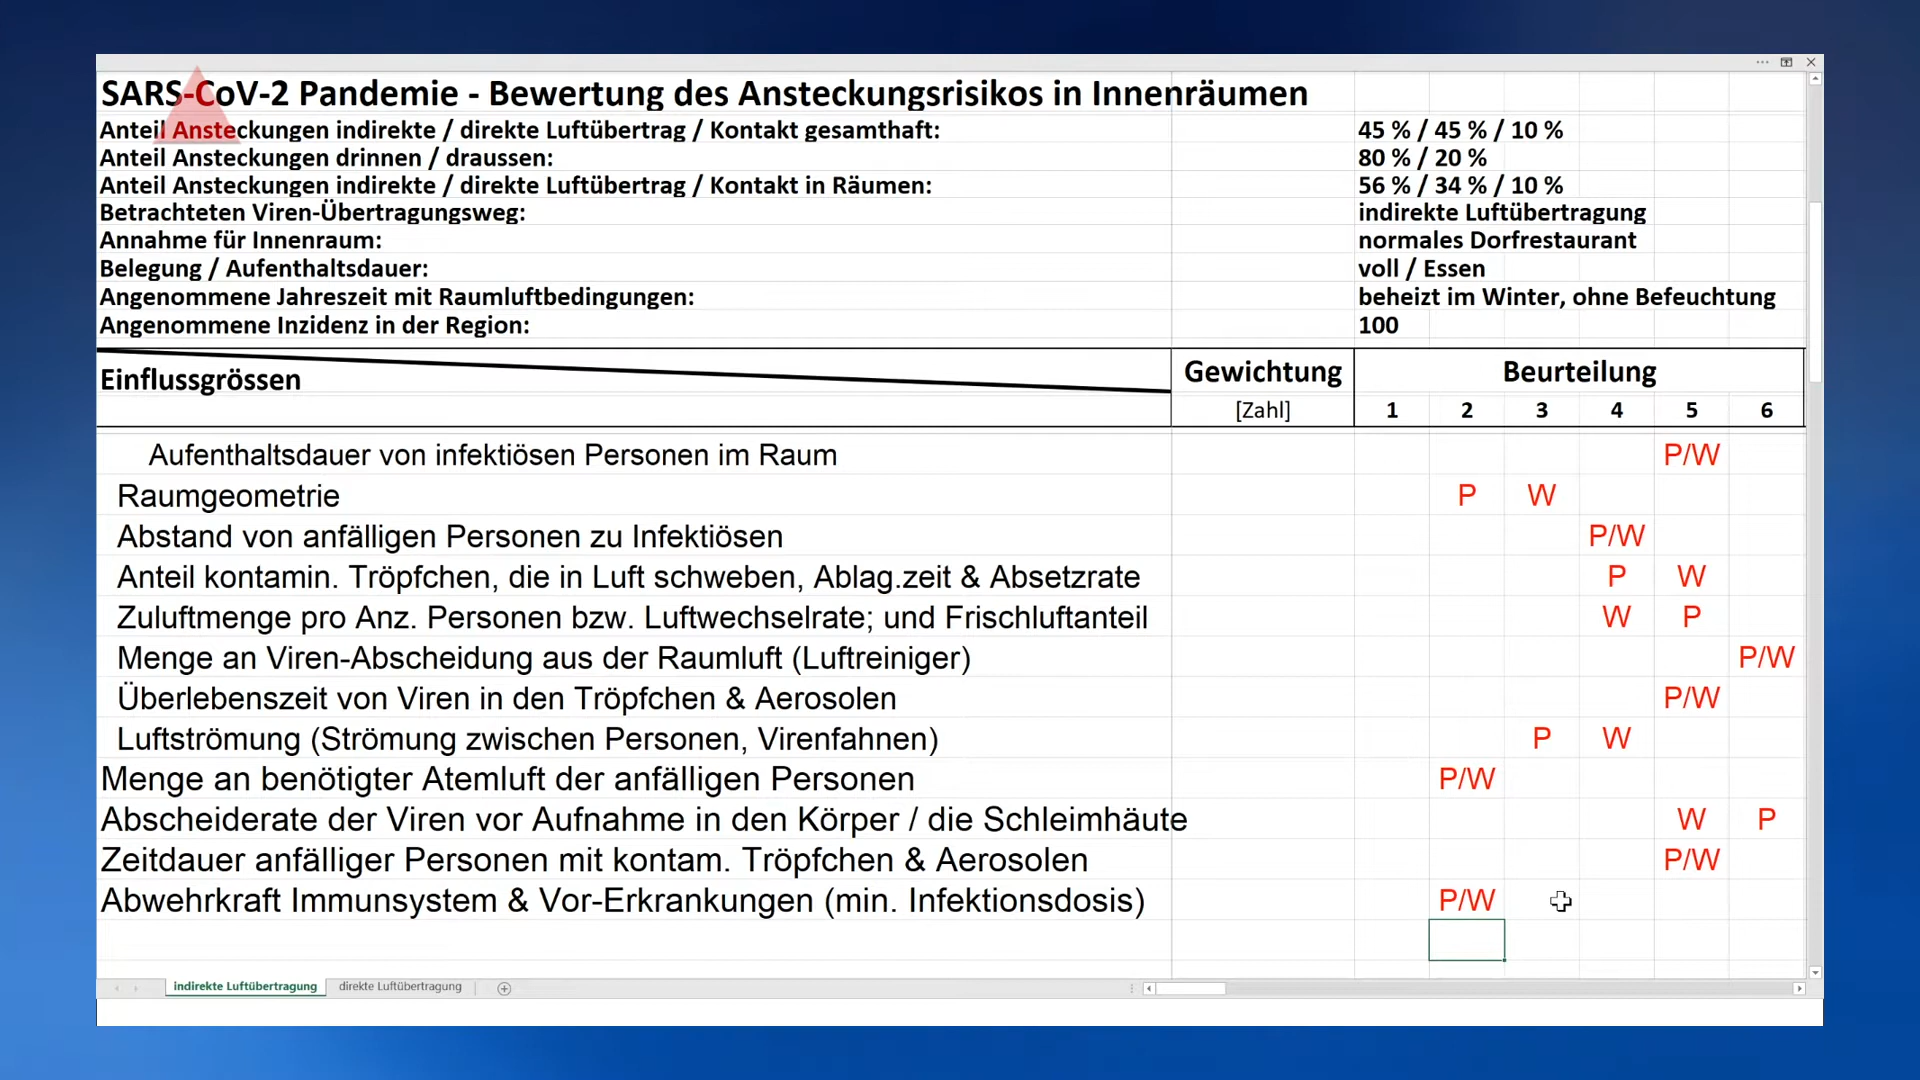 SARS-CoV-2 Pandemie - Bewertung des Ansteckungsrisikos in Innenräumen
Anteil Ansteckungen indirekte / direkte Luftübertrag / Kontakt gesamthaft: 45 % / 45 % / 10 %
Anteil Ansteckungen drinnen / draussen: 80 % / 20 %
Anteil Ansteckungen indirekte / direkte Luftübertrag / Kontakt in Räumen: 56 % / 34 % / 10 %
Betrachteten Viren-Übertragungsweg: indirekte Luftübertragung
Annahme für Innenraum: normales Dorfrestaurant
Belegung / Aufenthaltsdauer: voll / Essen
Angenommene Jahreszeit mit Raumluftbedingungen: beheizt im Winter, ohne Befeuchtung
Angenommene Inzidenz in der Region: 100
Einflussgrössen Gewichtung Beurteilung
[Zahl] 1 2 3 4 5 6
Aufenthaltsdauer von infektiösen Personen im Raum P/W
Raumgeometrie P W
Abstand von anfälligen Personen zu Infektiösen P/W
Anteil kontamin. Tröpfchen, die in Luft schweben, Ablag.zeit & Absetzrate P W
Zuluftmenge pro Anz. Personen bzw. Luftwechselrate; und Frischluftanteil W P
Menge an Viren-Abscheidung aus der Raumluft (Luftreiniger) P/W
Überlebenszeit von Viren in den Tröpfchen & Aerosolen P/W
Luftströmung (Strömung zwischen Personen, Virenfahnen) P W
Menge an benötigter Atemluft der anfälligen Personen P/W
Abscheiderate der Viren vor Aufnahme in den Körper / die Schleimhäute W P
Zeitdauer anfälliger Personen mit kontam. Tröpfchen & Aerosolen P/W
Abwehrkraft Immunsystem & Vor-Erkrankungen (min. Infektionsdosis) P/W
indirekte Luftübertragung direkte Luftübertragung